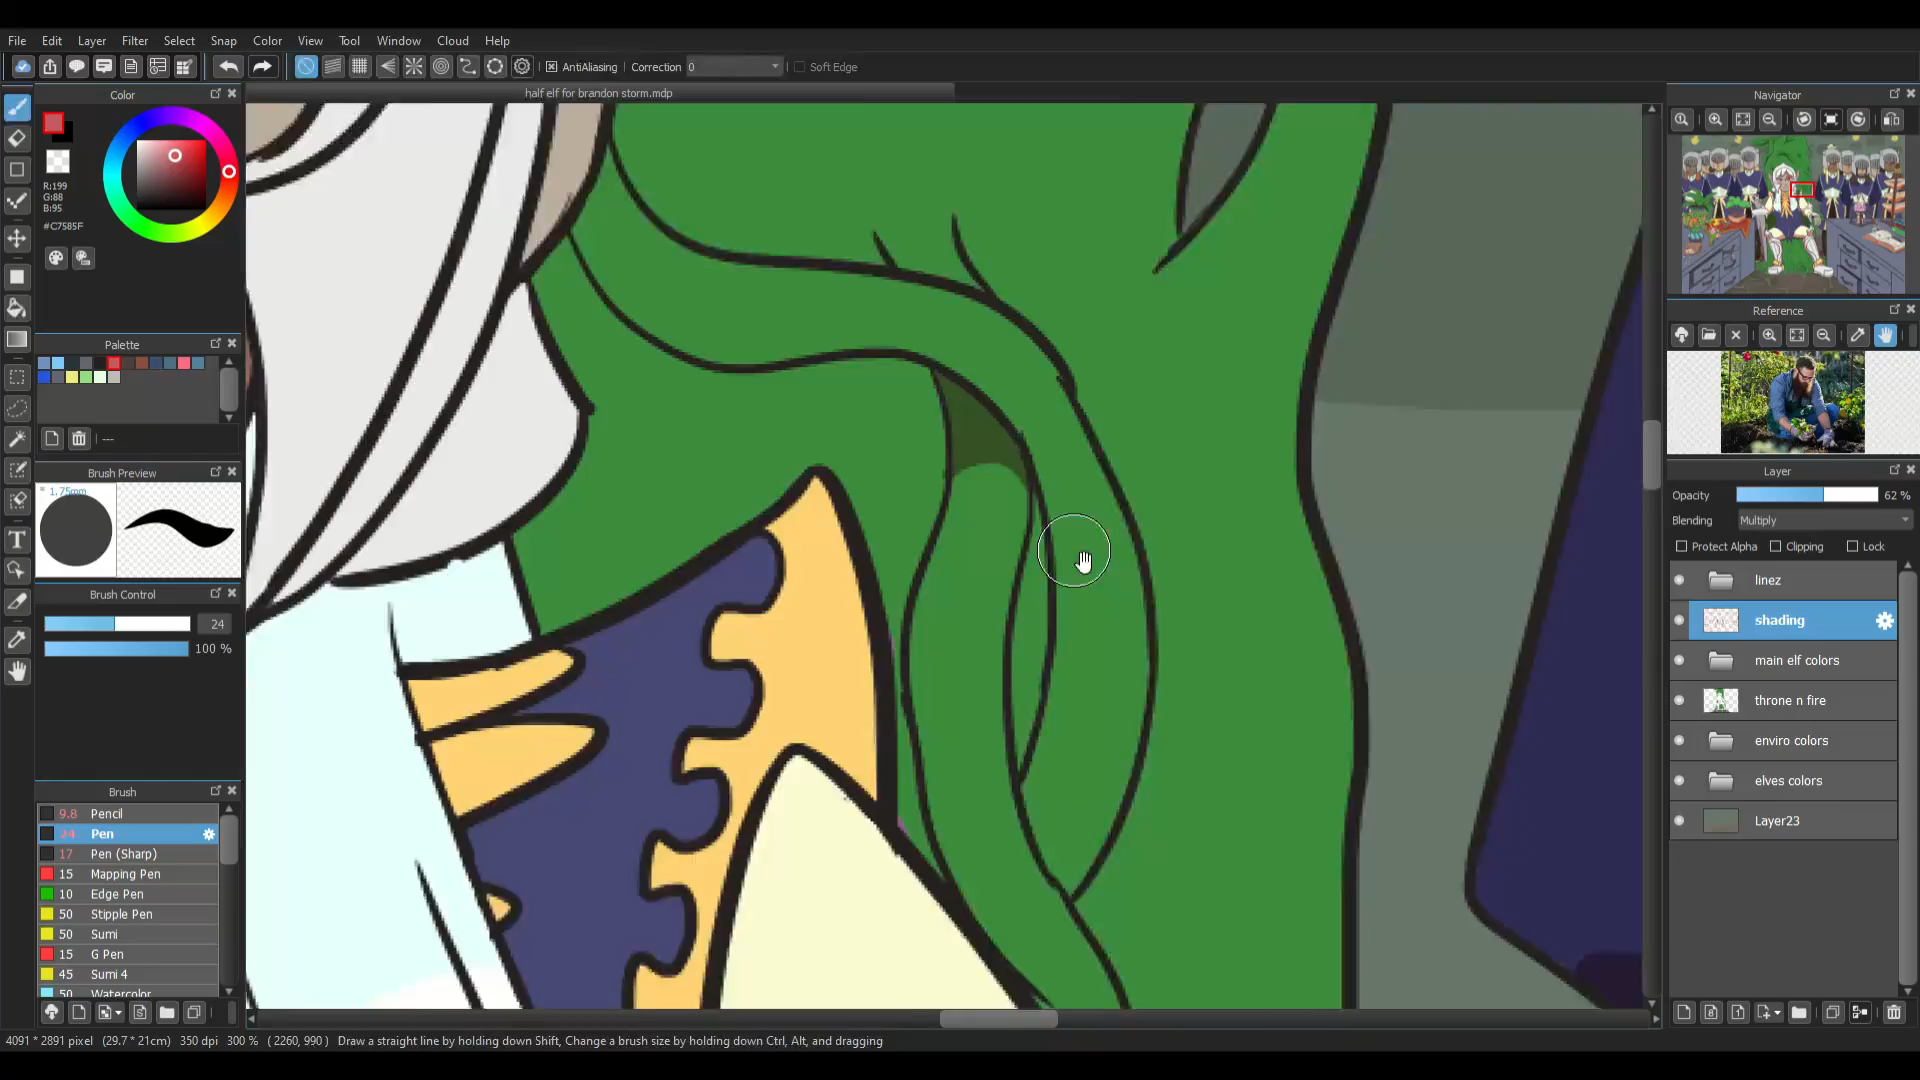 File Edit Layer Filter Select Snap Color View Tool Window Cloud Help
AntiAliasing Correction 0 Soft Edge
Color
half elf for brandon storm.mdp
Navigator
R:199
G:88
B:95
#C7585F
Palette
---
Brush Preview
* 1.75mm
Brush Control
24
100 %
Brush
9.8 Pencil
24 Pen
17 Pen (Sharp)
15 Mapping Pen
10 Edge Pen
50 Stipple Pen
50 Sumi
15 G Pen
45 Sumi 4
50 Watercolor
Reference
Layer
Opacity 62 %
Blending Multiply
Protect Alpha Clipping Lock
linez
shading
main elf colors
throne n fire
enviro colors
elves colors
Layer23
4091 * 2891 pixel (29.7 * 21cm) 350 dpi 300 % ( 2260, 990 ) Draw a straight line by holding down Shift, Change a brush size by holding down Ctrl, Alt, and dragging